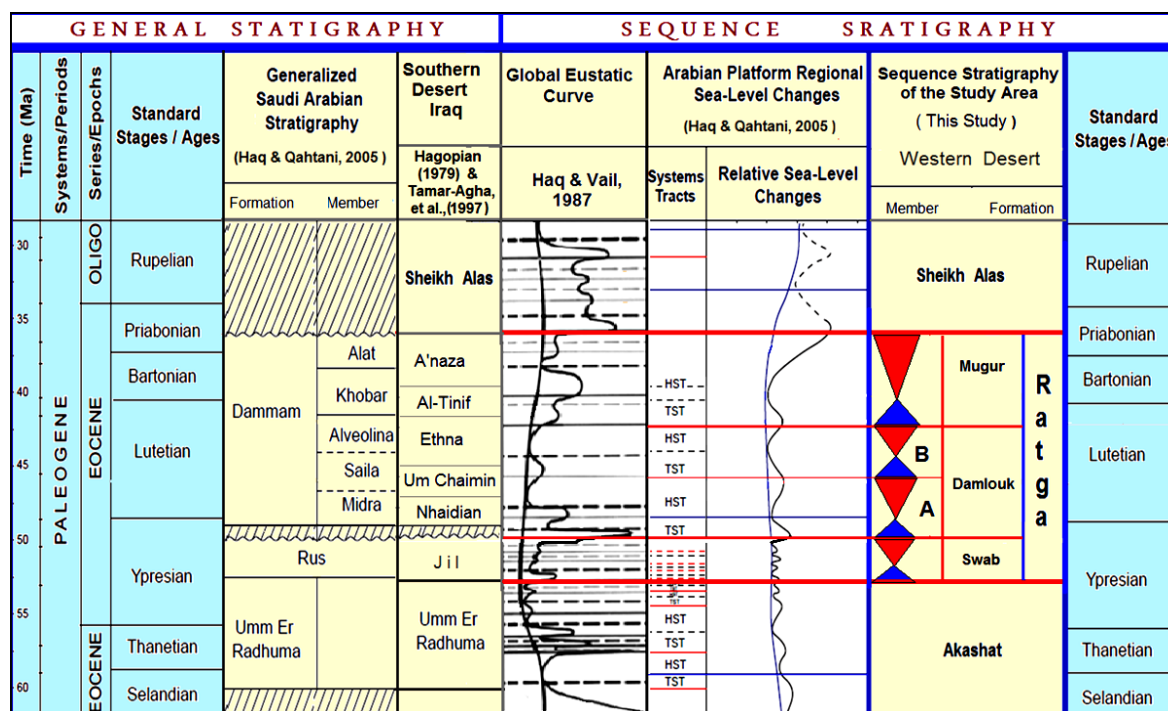 GENERAL STATIGRAPHY
SEQUENCE SRATIGRAPHY
Time (Ma)
Systems/Periods
Series/Epochs
Standard
Stages / Ages
Generalized
Saudi Arabian
Stratigraphy
(Haq & Qahtani, 2005)
Formation
Member
Southern
Desert
Iraq
Hagopian
(1979) &
Tamar-Agha,
et al.,(1997)
Global Eustatic
Curve
Haq & Vail,
1987
Arabian Platform Regional
Sea-Level Changes
(Haq & Qahtani, 2005)
Systems
Tracts
Relative Sea-Level
Changes
Sequence Stratigraphy
of the Study Area
( This Study )
Western Desert
Member
Formation
Standard
Stages / Ages
30
35
40
45
50
55
60
PALEOGENE
OLIGO
EOCENE
EOCENE
Rupelian
Priabonian
Bartonian
Lutetian
Ypresian
Thanetian
Selandian
Dammam
Alat
Khobar
Alveolina
Saila
Midra
Rus
Umm Er
Radhuma
Sheikh Alas
A'naza
Al-Tinif
Ethna
Um Chaimin
Nhaidian
Jil
Umm Er
Radhuma
HST
TST
HST
TST
HST
TST
TST
HST
TST
HST
TST
Sheikh Alas
Mugur
B
Damlouk
A
Swab
Ratga
Akashat
Rupelian
Priabonian
Bartonian
Lutetian
Ypresian
Thanetian
Selandian